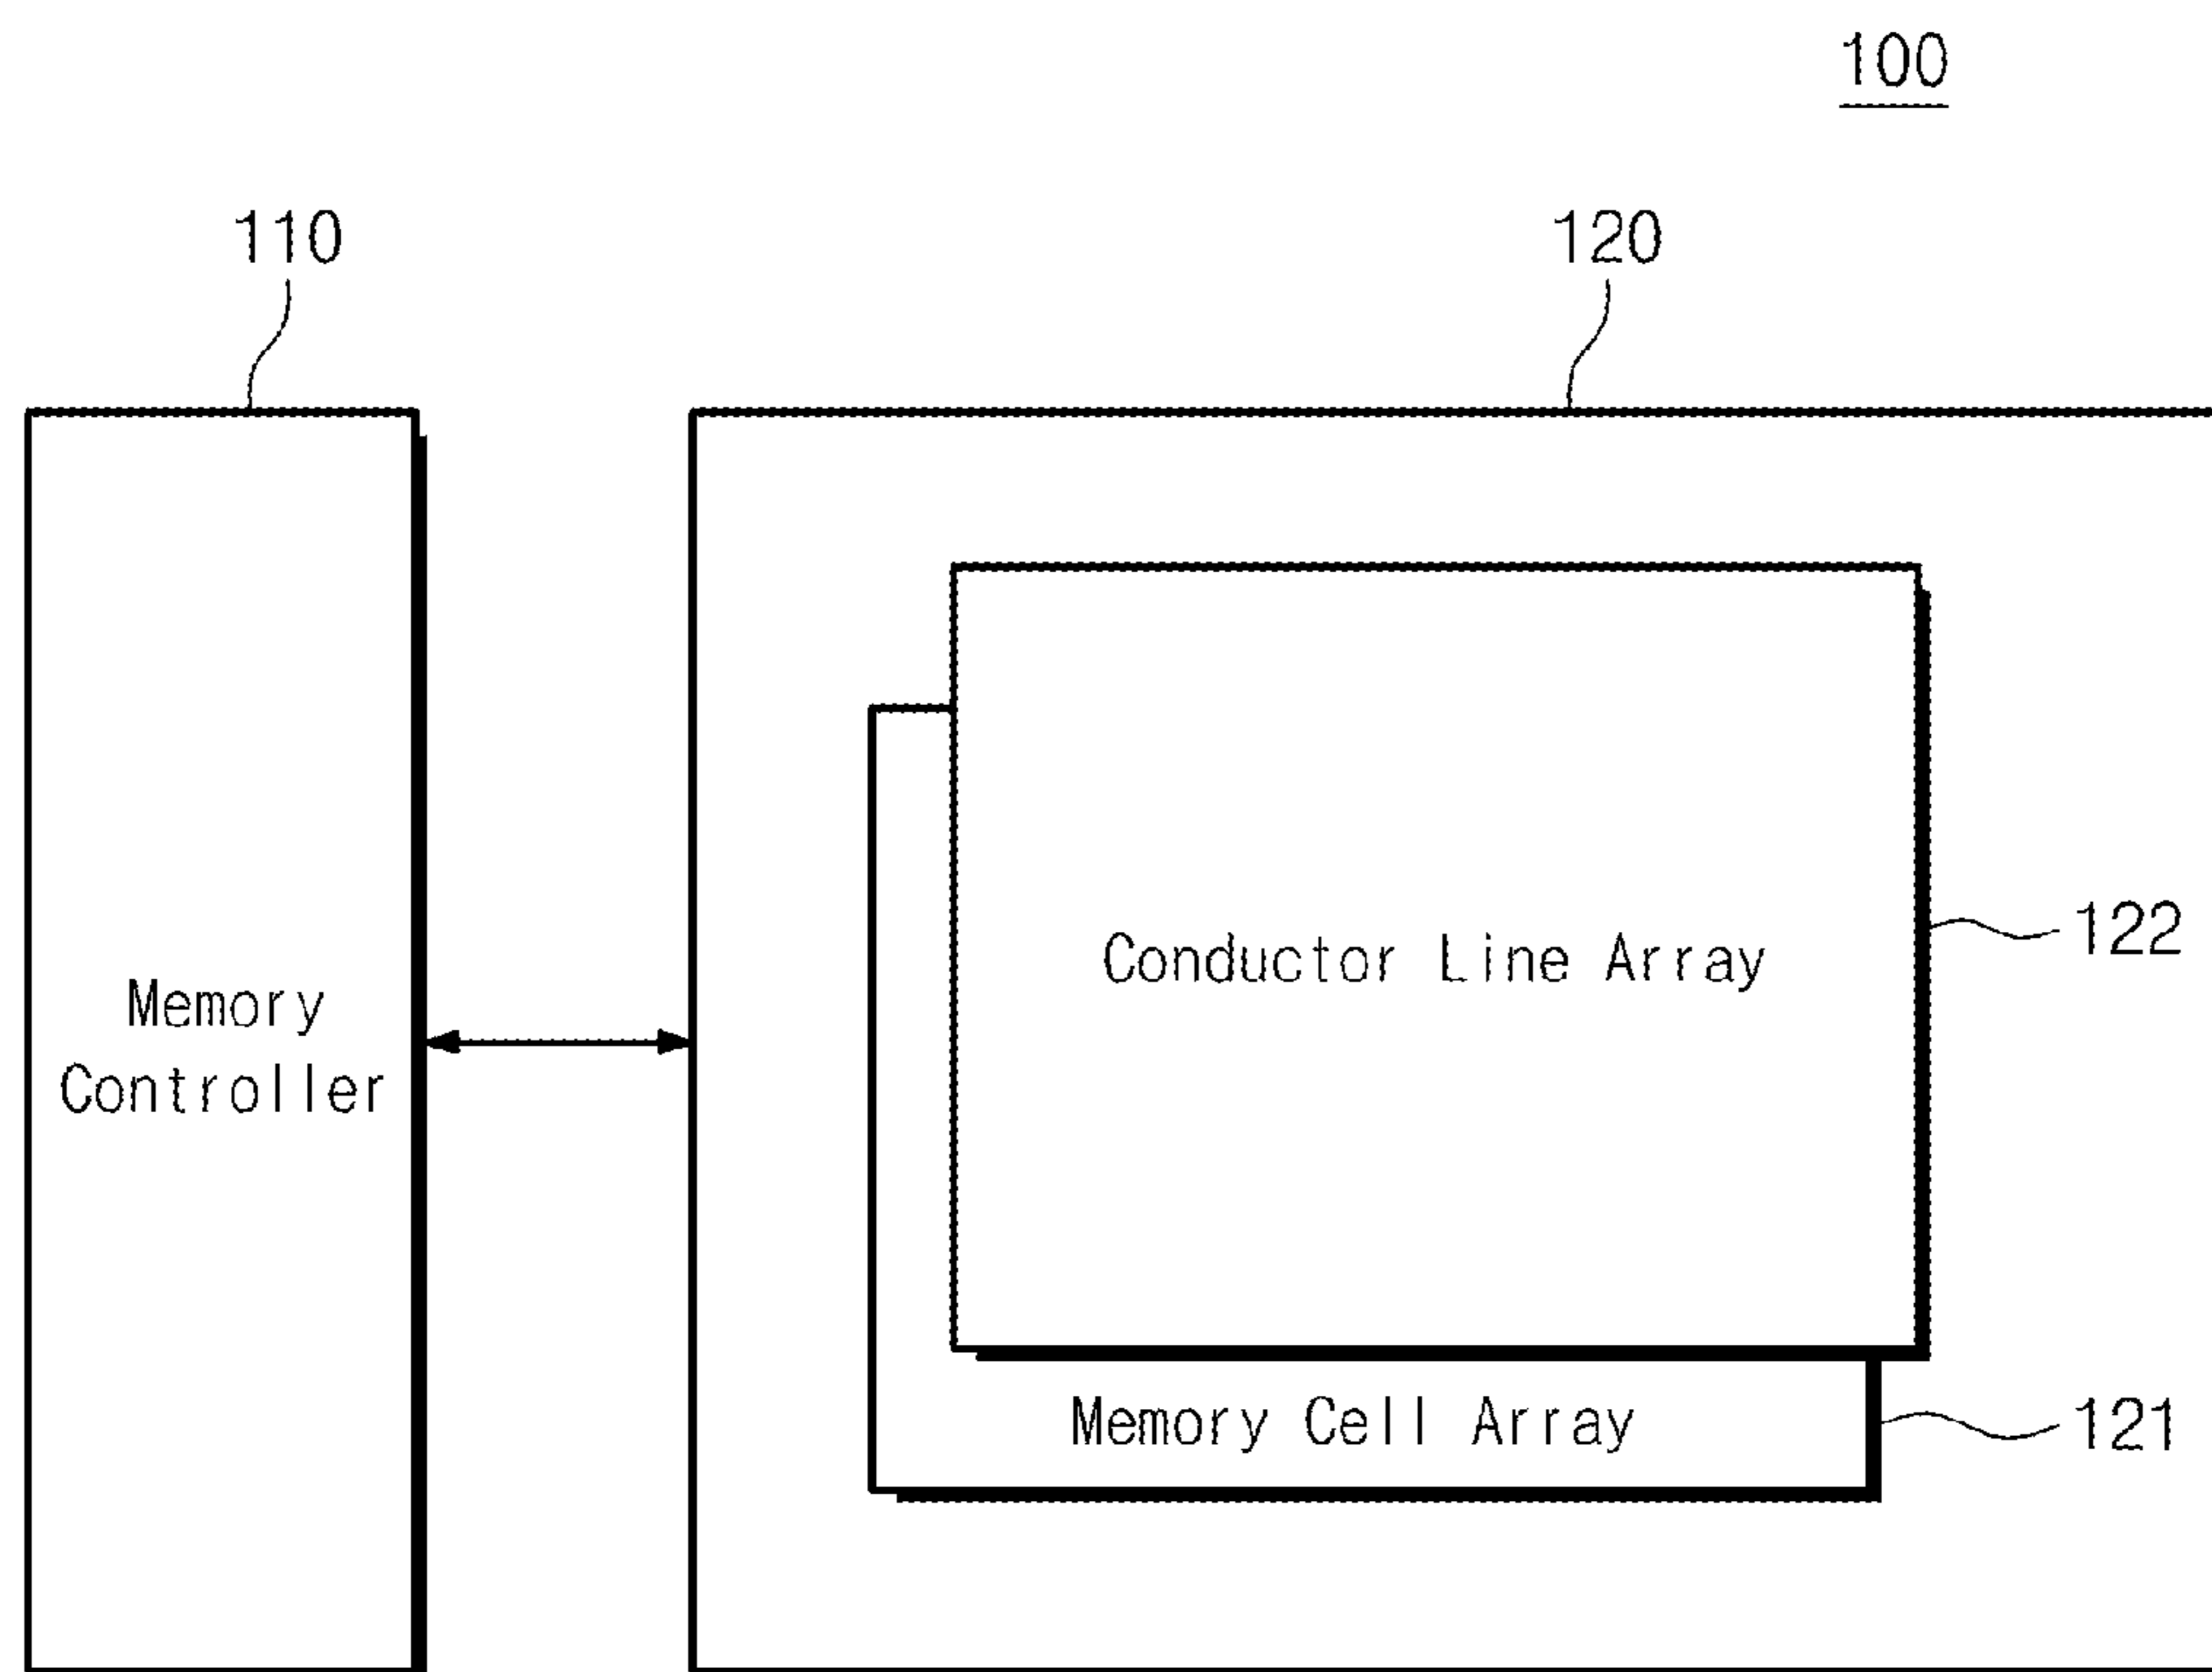 100
110
120
Conductor Line Array
122
Memory
Controller
Memory Cell Array
121